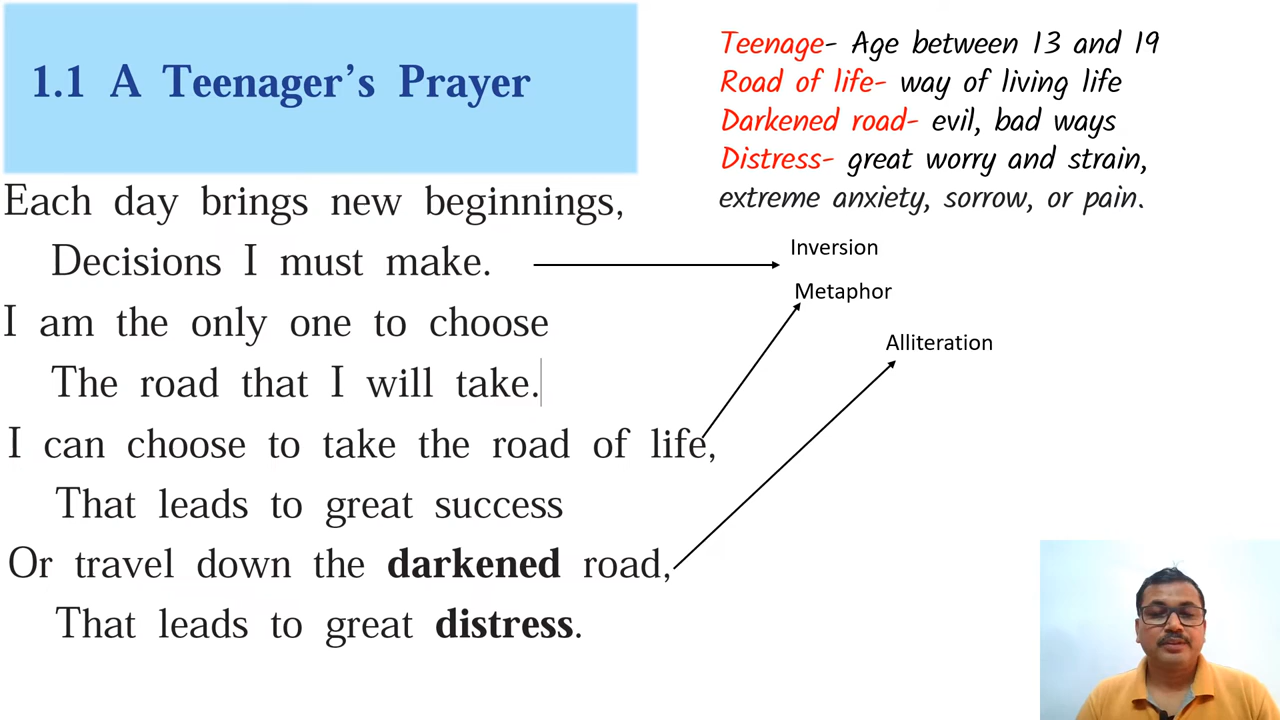 1.1 A Teenager's Prayer
Each day brings new beginnings,
Decisions I must make.
I am the only one to choose
The road that I will take.
I can choose to take the road of life,
That leads to great success
Or travel down the darkened road,
That leads to great distress.
Teenage- Age between 13 and 19
Road of life- way of living life
Darkened road- evil, bad ways
Distress- great worry and strain,
extreme anxiety, sorrow, or pain.
Inversion
Metaphor
Alliteration